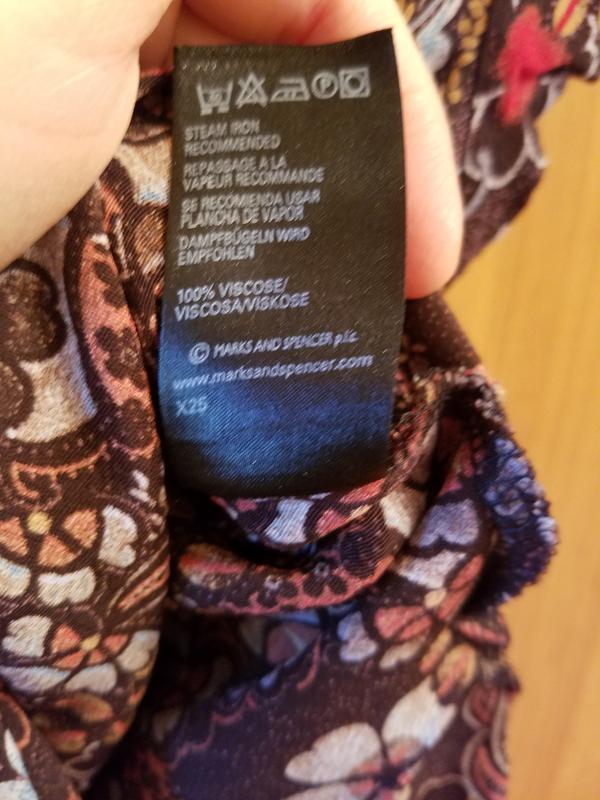 STEAM IRON
RECOMMENDED
REPASSAGE A LA
VAPEUR RECOMMANDE
SE RECOMIENDA USAR
PLANCHA DE VAPOR
DAMPFBÜGELN WIRD
EMPFOHLEN
100% VISCOSE/
VISCOSA/VISKOSE
© MARKS AND SPENCER p.l.c.
www.marksandspencer.com
X25